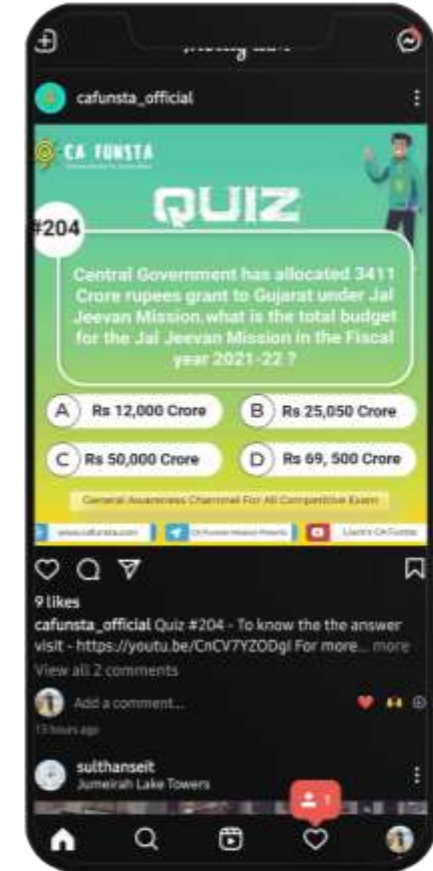 cafunsta_official
CA FUNSTA
QUIZ
#204
Central Government has allocated 3411
Crore rupees grant to Gujarat under Jal
Jeevan Mission, what is the total budget
for the Jal Jeevan Mission in the Fiscal
year 2021-22 ?
A Rs 12,000 Crore
B Rs 25,050 Crore
C Rs 50,000 Crore
D Rs 69, 500 Crore
General Awareness Channel For All Competitive Exam
www.cafunsta.com
9 likes
cafunsta_official Quiz #204 - To know the the answer
visit - https://youtu.be/CnCV7YZODgI For more... more
View all 2 comments
Add a comment...
13 hours ago
sulthanseit
Jumeirah Lake Towers
1